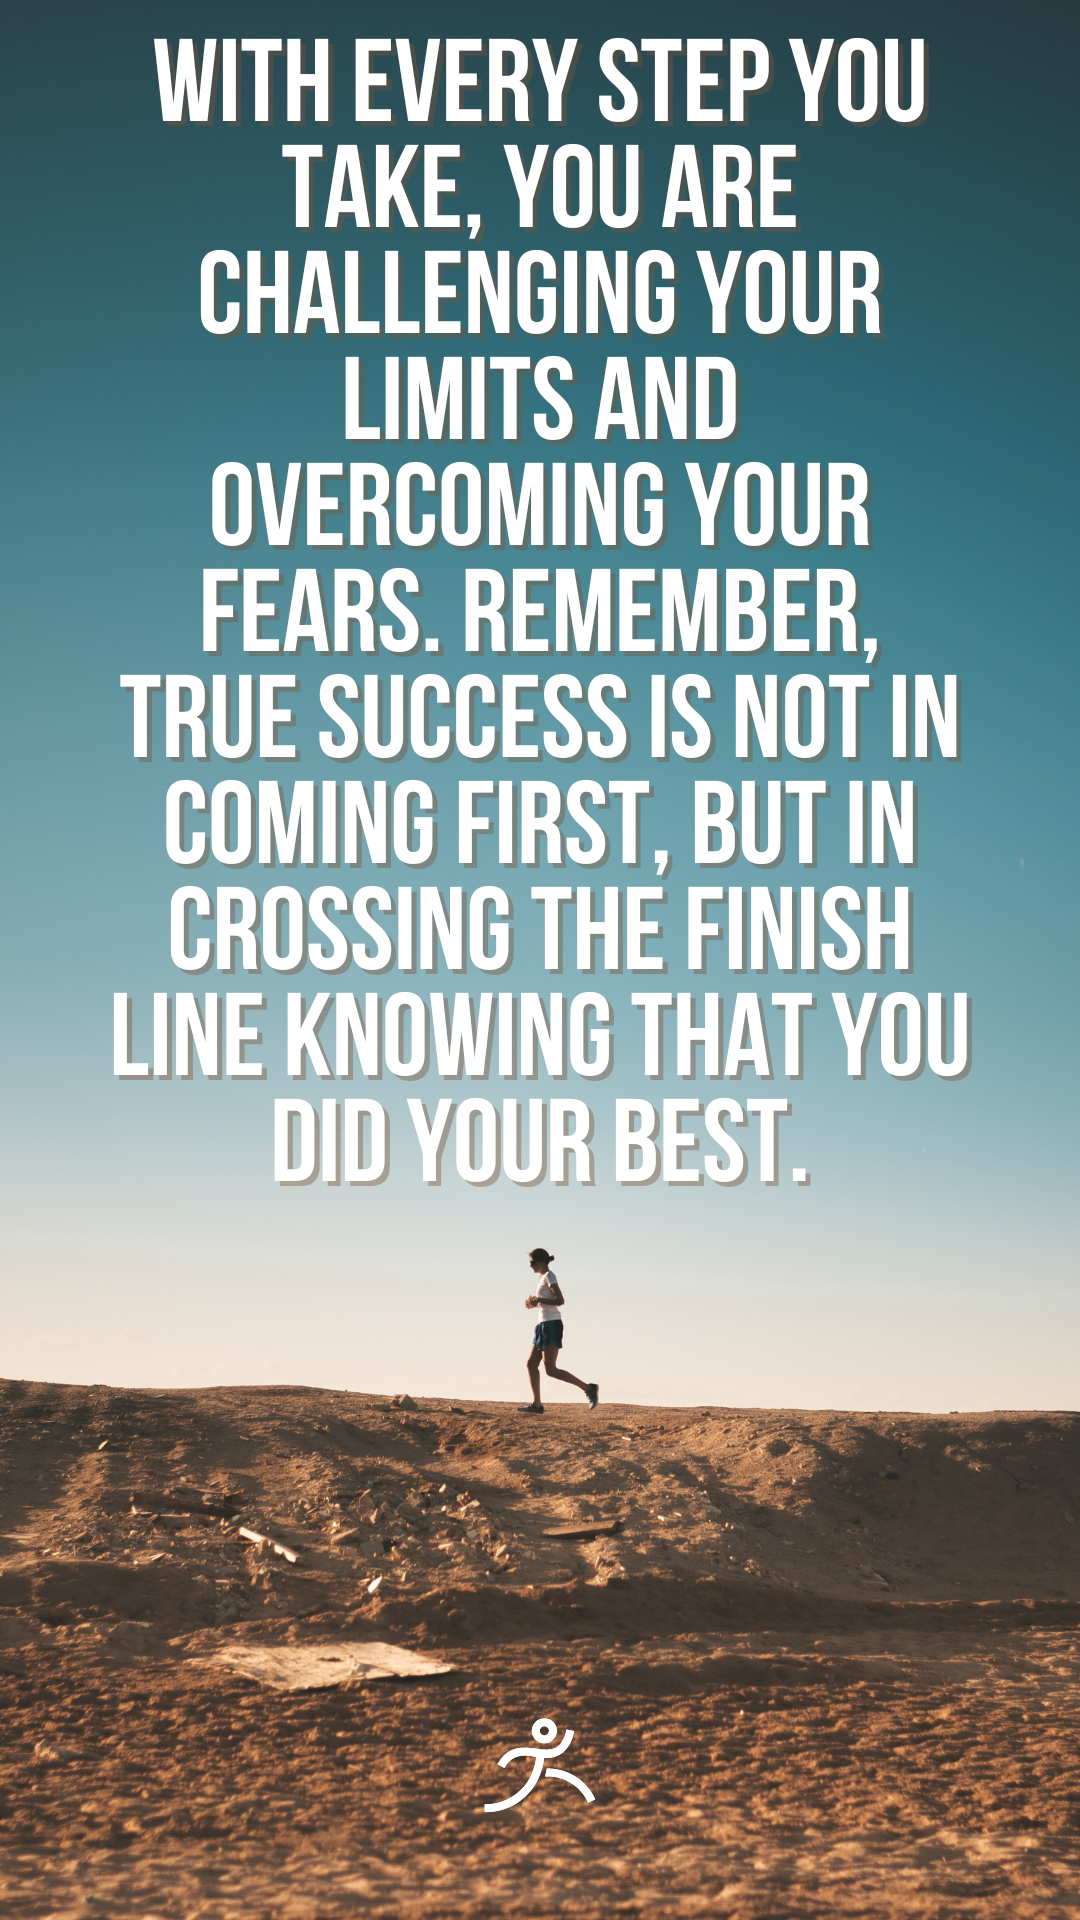 WITH EVERY STEP YOU
TAKE, YOU ARE
CHALLENGING YOUR
LIMITS AND
OVERCOMING YOUR
FEARS. REMEMBER,
TRUE SUCCESS IS NOT IN
COMING FIRST, BUT IN
CROSSING THE FINISH
LINE KNOWING THAT YOU
DID YOUR BEST.